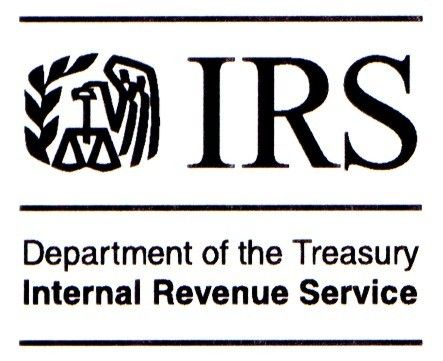 IRS
Department of the Treasury
Internal Revenue Service